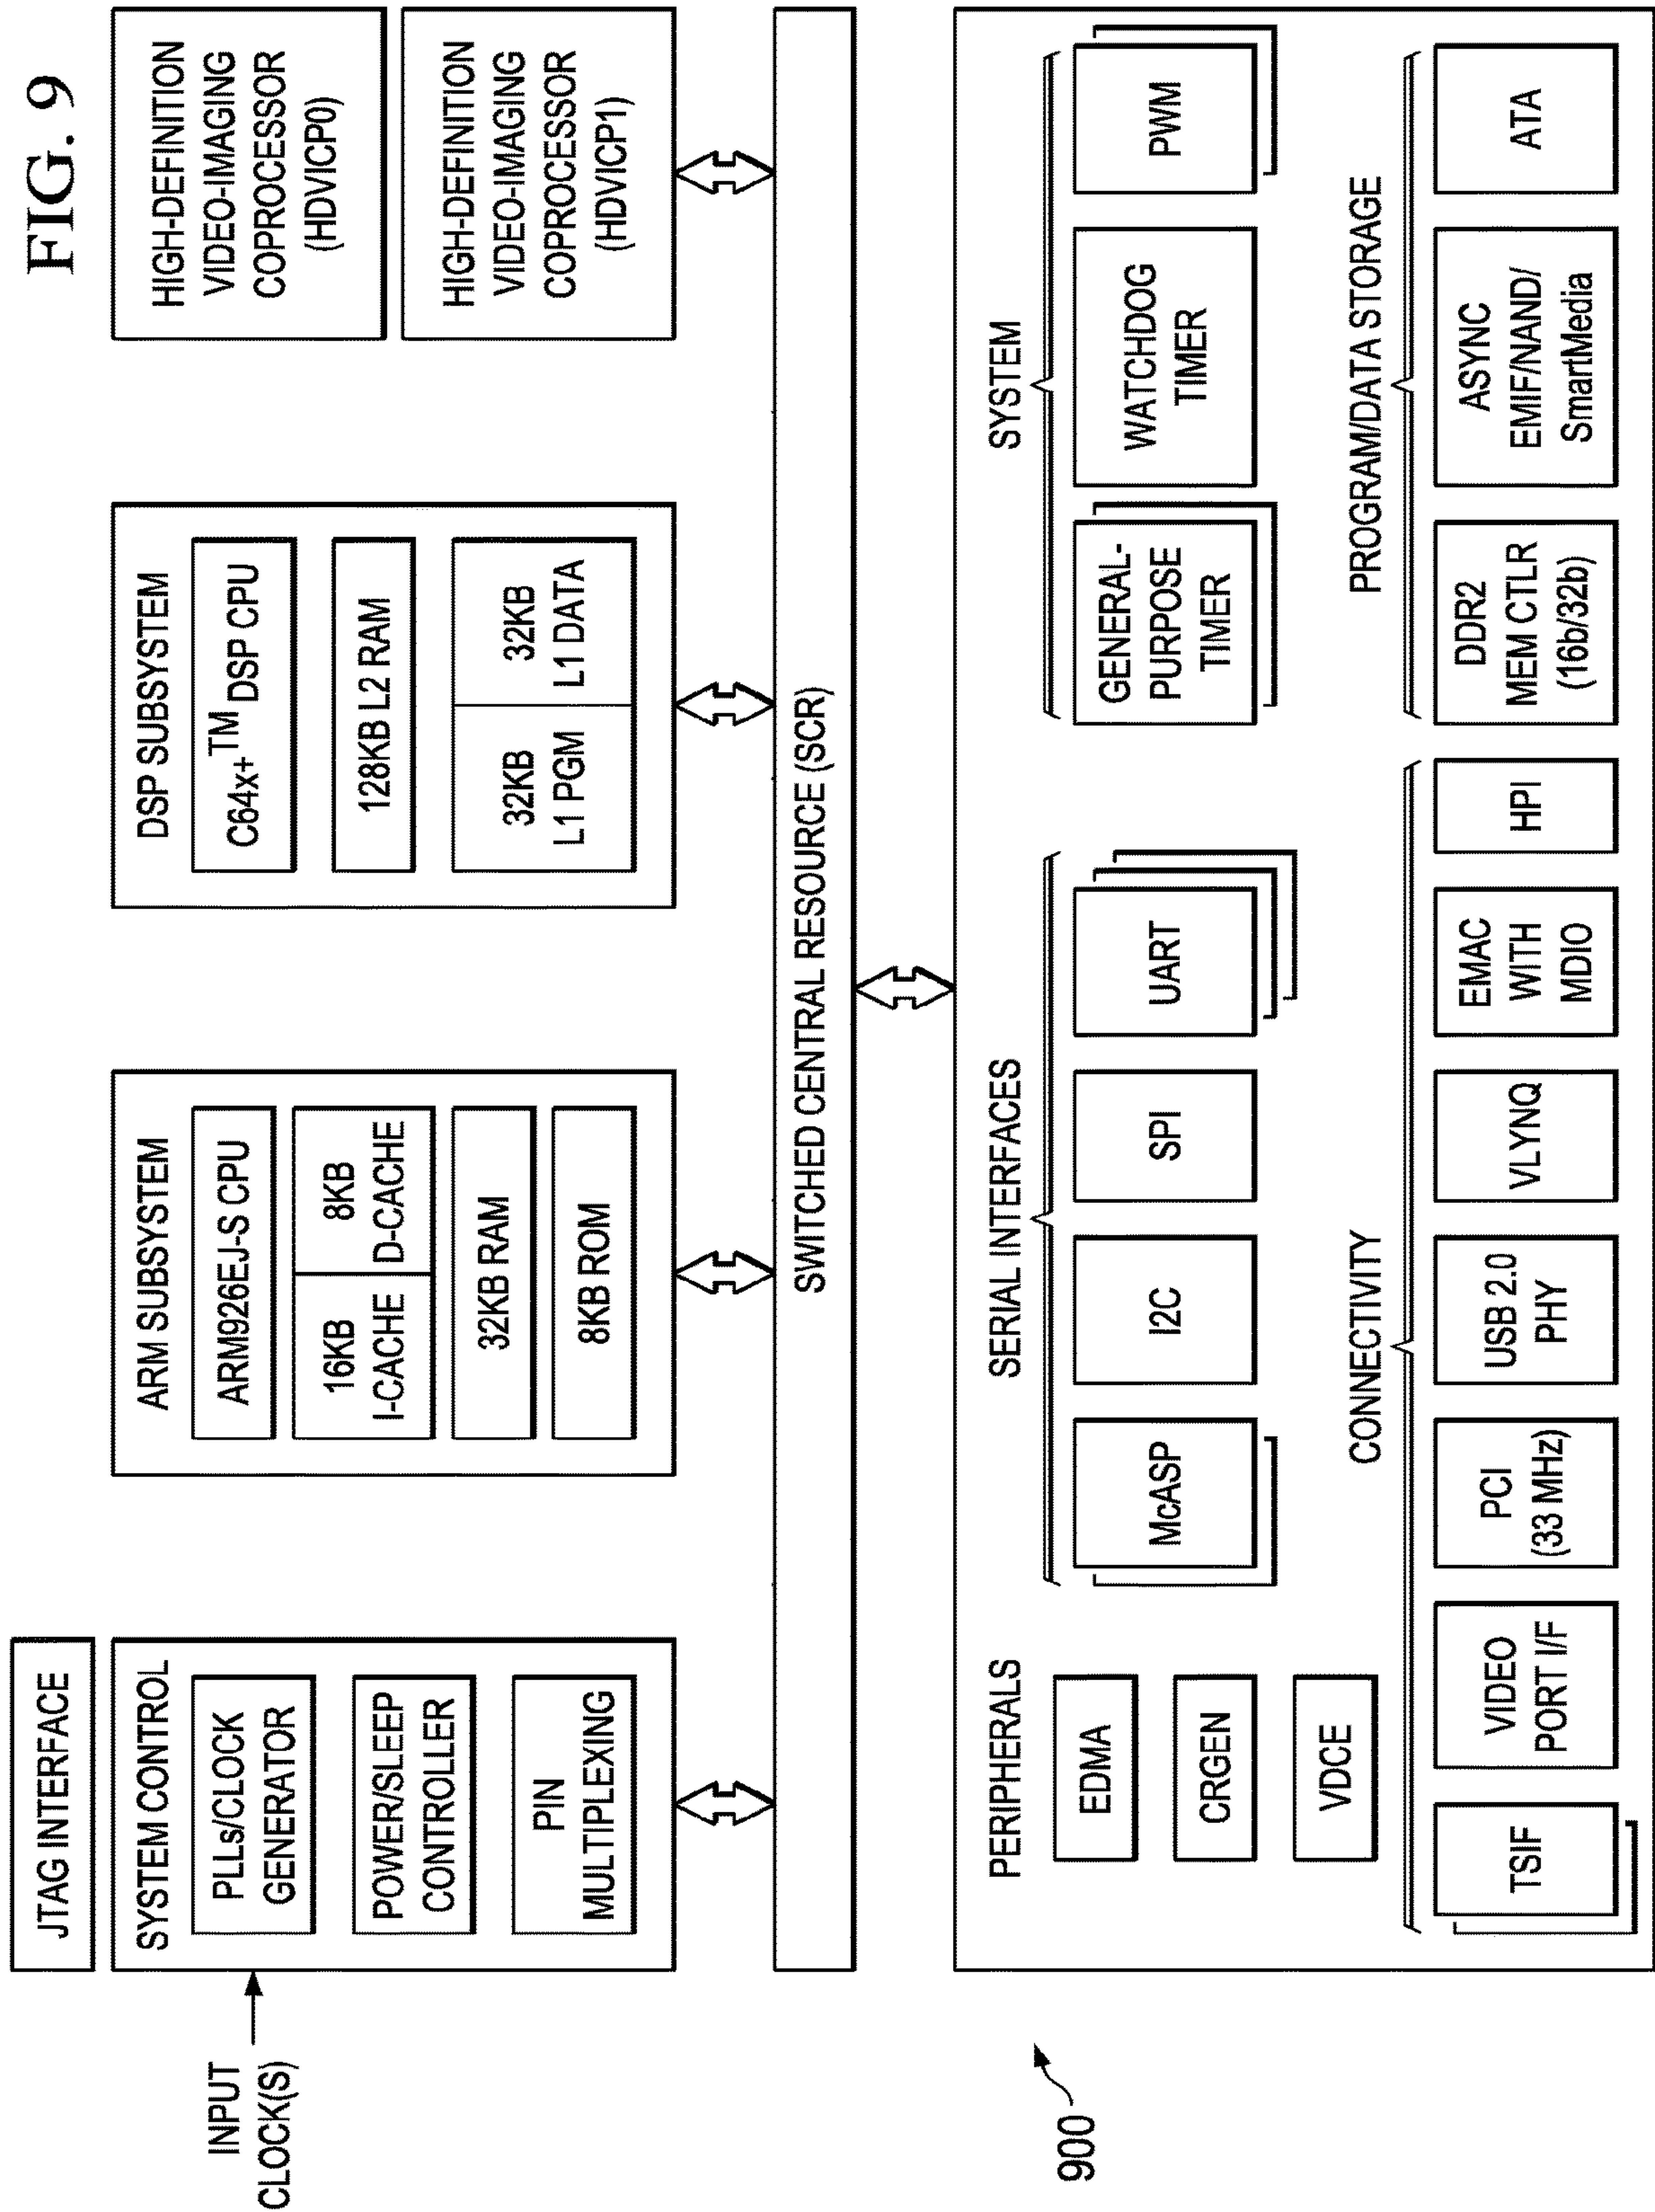 FIG. 9
JTAG INTERFACE
INPUT
CLOCK(S)
SYSTEM CONTROL
PLLs/CLOCK
GENERATOR
POWER/SLEEP
CONTROLLER
PIN
MULTIPLEXING
ARM SUBSYSTEM
ARM926EJ-S CPU
16KB
I-CACHE
8KB
D-CACHE
32KB RAM
8KB ROM
DSP SUBSYSTEM
C64x+TM DSP CPU
128KB L2 RAM
32KB
L1 PGM
32KB
L1 DATA
HIGH-DEFINITION
VIDEO-IMAGING
COPROCESSOR
(HDVICP0)
HIGH-DEFINITION
VIDEO-IMAGING
COPROCESSOR
(HDVICP1)
SWITCHED CENTRAL RESOURCE (SCR)
900
PERIPHERALS
EDMA
CRGEN
VDCE
SERIAL INTERFACES
McASP
I2C
SPI
UART
SYSTEM
GENERAL-
PURPOSE
TIMER
WATCHDOG
TIMER
PWM
CONNECTIVITY
TSIF
VIDEO
PORT I/F
PCI
(33 MHz)
USB 2.0
PHY
VLYNQ
EMAC
WITH
MDIO
HPI
PROGRAM/DATA STORAGE
DDR2
MEM CTLR
(16b/32b)
ASYNC
EMIF/NAND/
SmartMedia
ATA